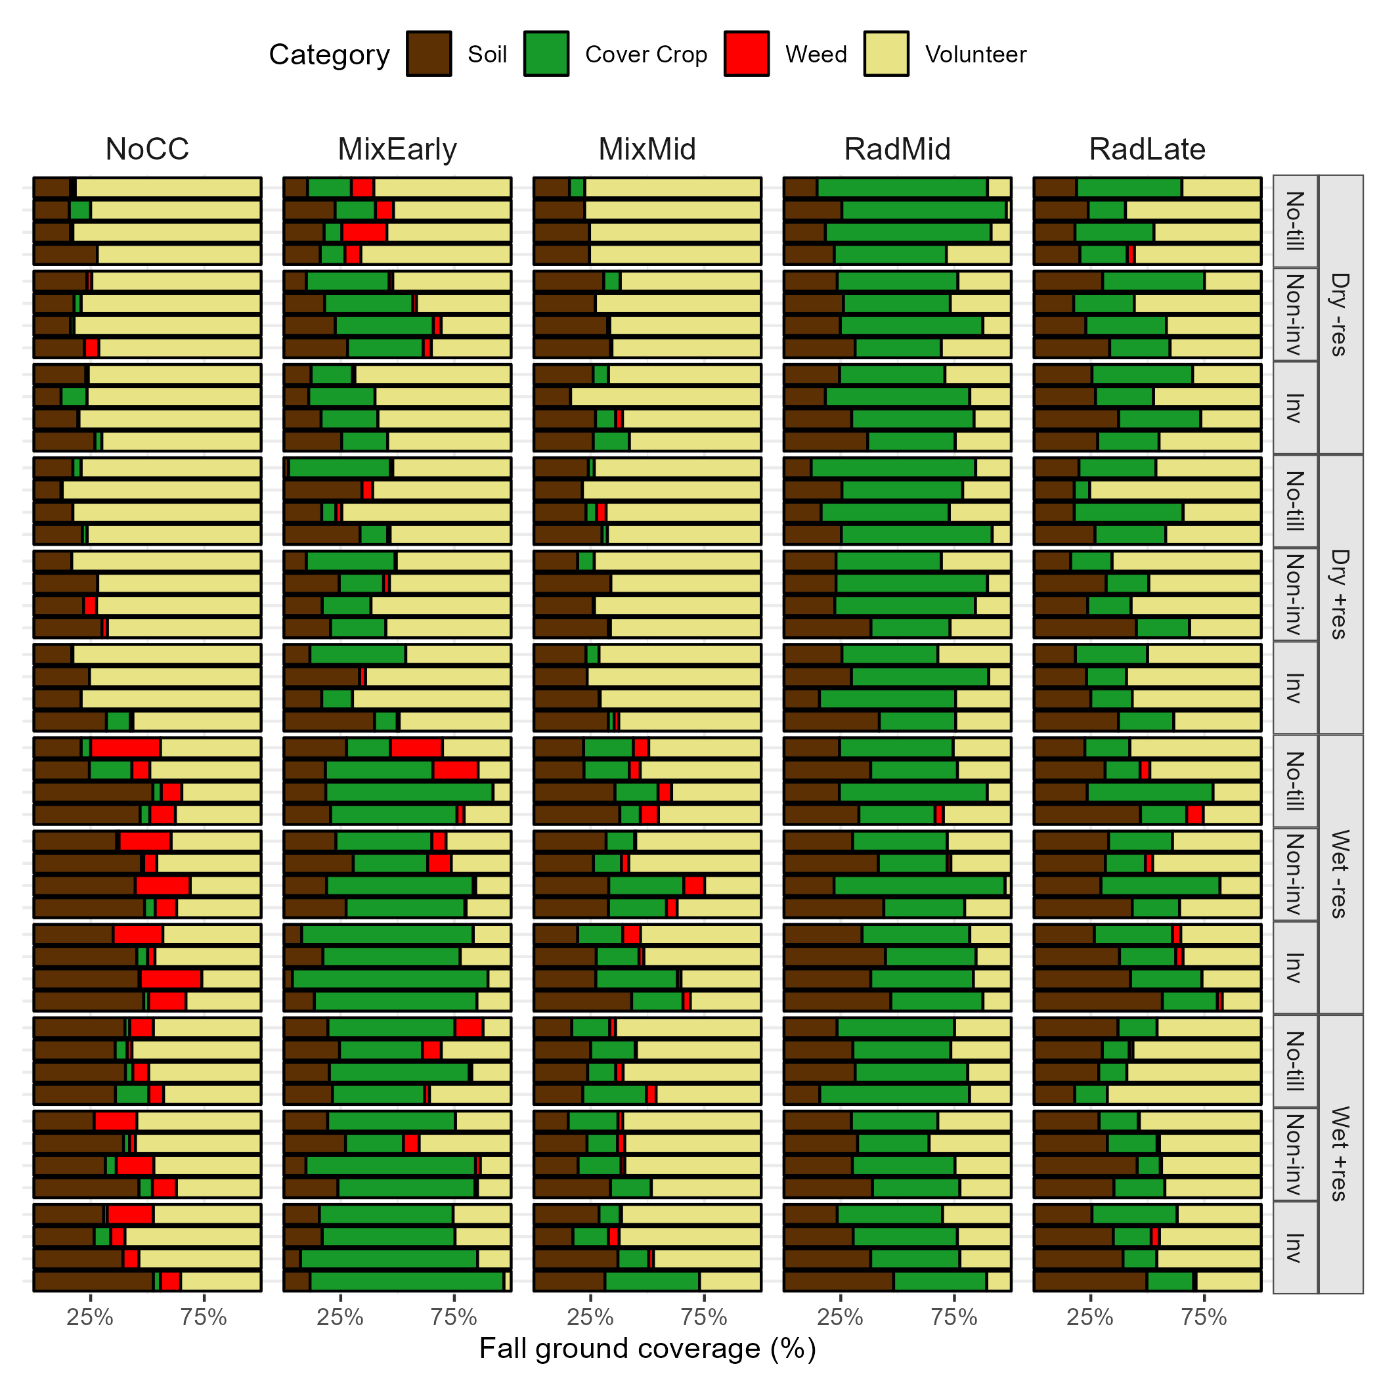 Category Soil Cover Crop Weed Volunteer
NoCC MixEarly MixMid RadMid RadLate
No-till
Non-inv
Inv
Dry -res
No-till
Non-inv
Inv
Dry +res
No-till
Non-inv
Inv
Wet -res
No-till
Non-inv
Inv
Wet +res
25% 75% 25% 75% 25% 75% 25% 75% 25% 75%
Fall ground coverage (%)